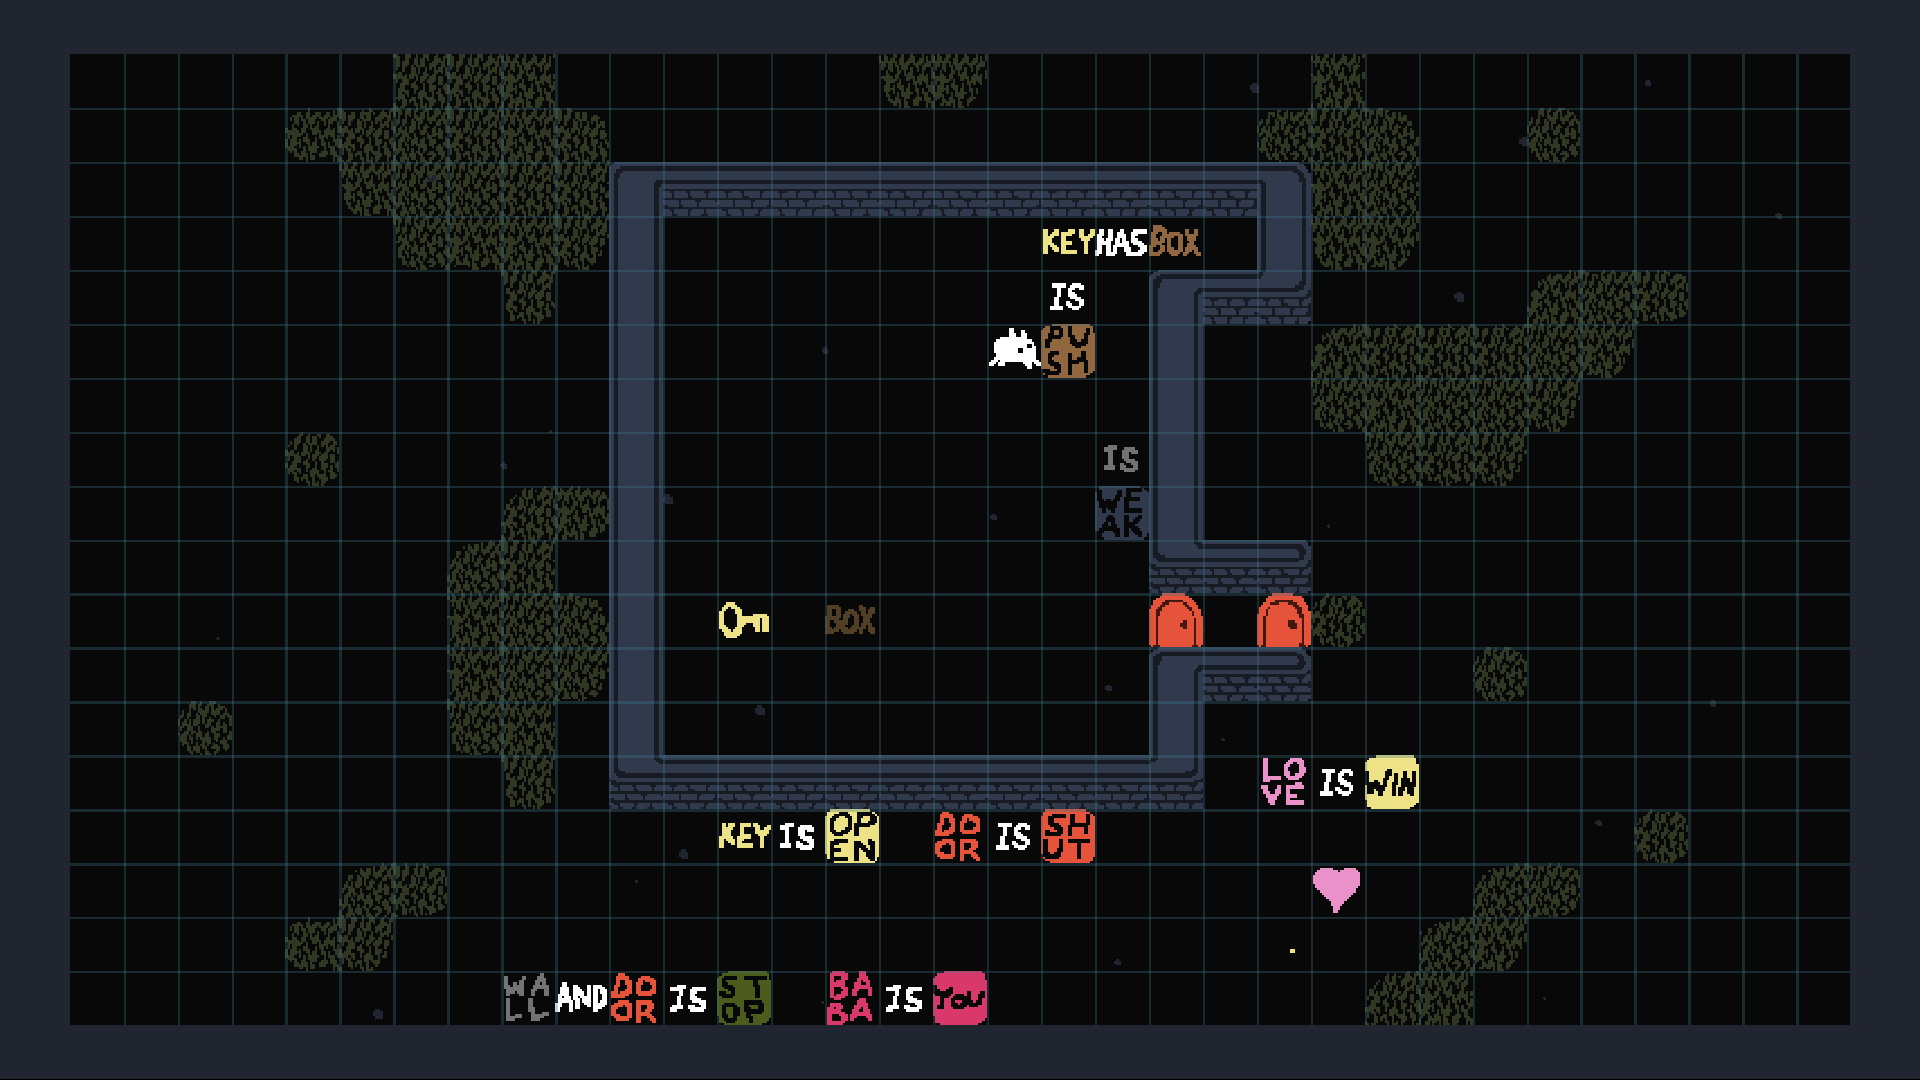 KEY HAS BOX
IS
PUSH
IS
WEAK
BOX
LOVE IS WIN
KEY IS OPEN DOOR IS SHUT
WALL AND DOOR IS STOP BABA IS YOU